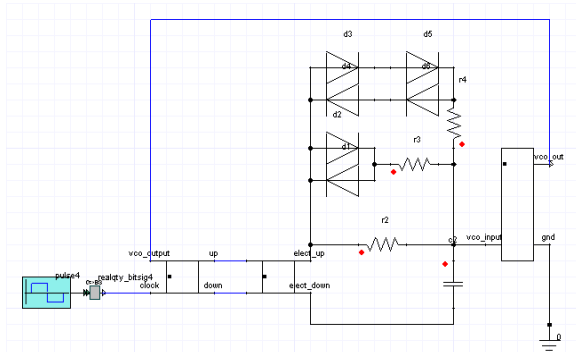 d3
d5
d4
d6
r4
d2
r3
d1
vco_out
r2
vco_input
gnd
c2
vco_output
up
elect_up
pulse4
realqty_bitsig4
clock
down
elect_down
0